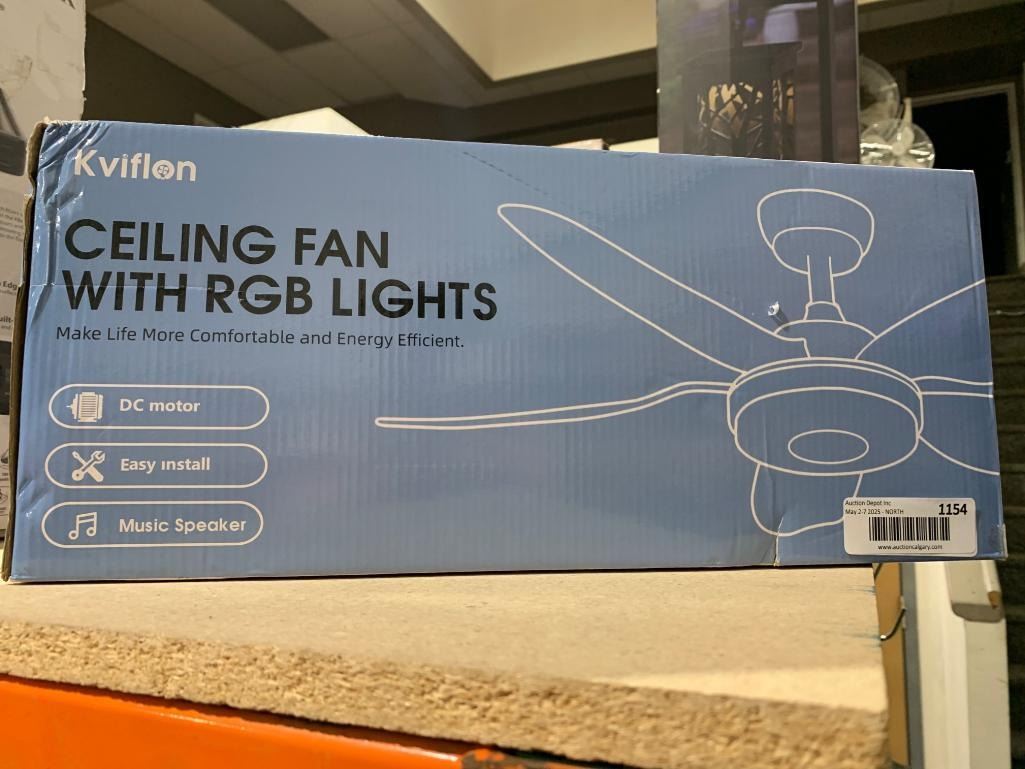 Kviflon
CEILING FAN
WITH RGB LIGHTS
Make Life More Comfortable and Energy Efficient.
DC motor
Easy install
Music Speaker
Auction Depot Inc
May 2-7 2025 - NORTH
1154
www.auctioncalgary.com